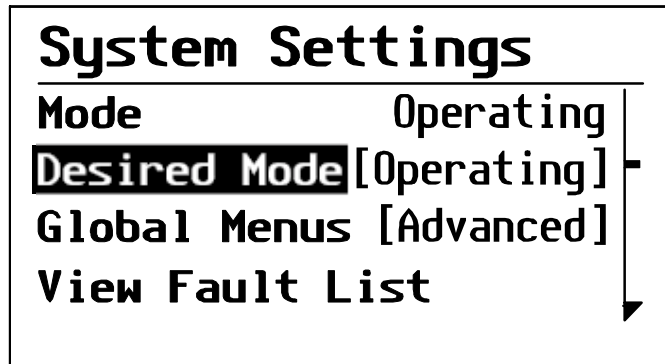 System Settings
Mode Operating
Desired Mode [Operating]
Global Menus [Advanced]
View Fault List